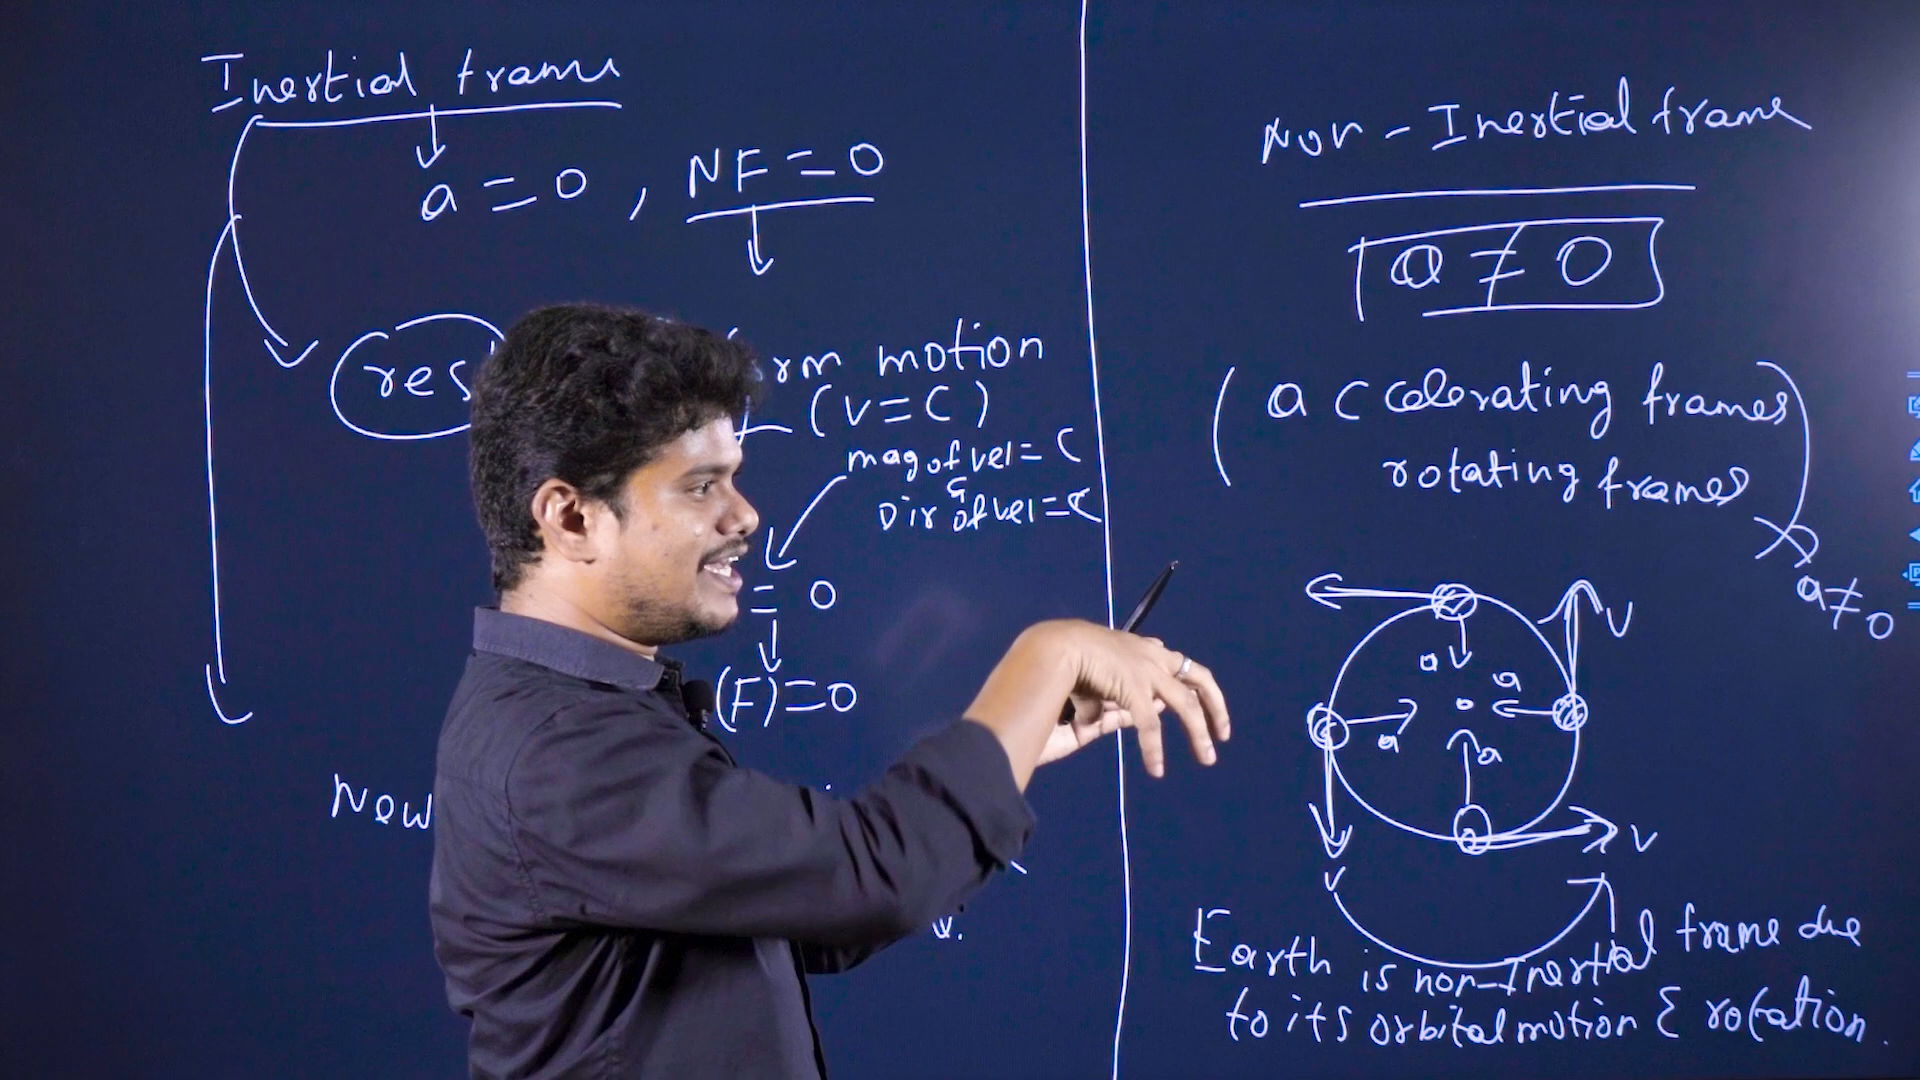 Inertial frame
a = 0 , NF = 0
rm motion
(V = C)
mag of vel = C
&
Dir of vel = C
= 0
(F) = 0
New
w.
Non - Inertial frame
a ≠ 0
(accelerating frames
rotating frames)
a ≠ 0
V
a
a
a
a
V
V
Earth is non-Inertial frame due
to its orbital motion & rotation.